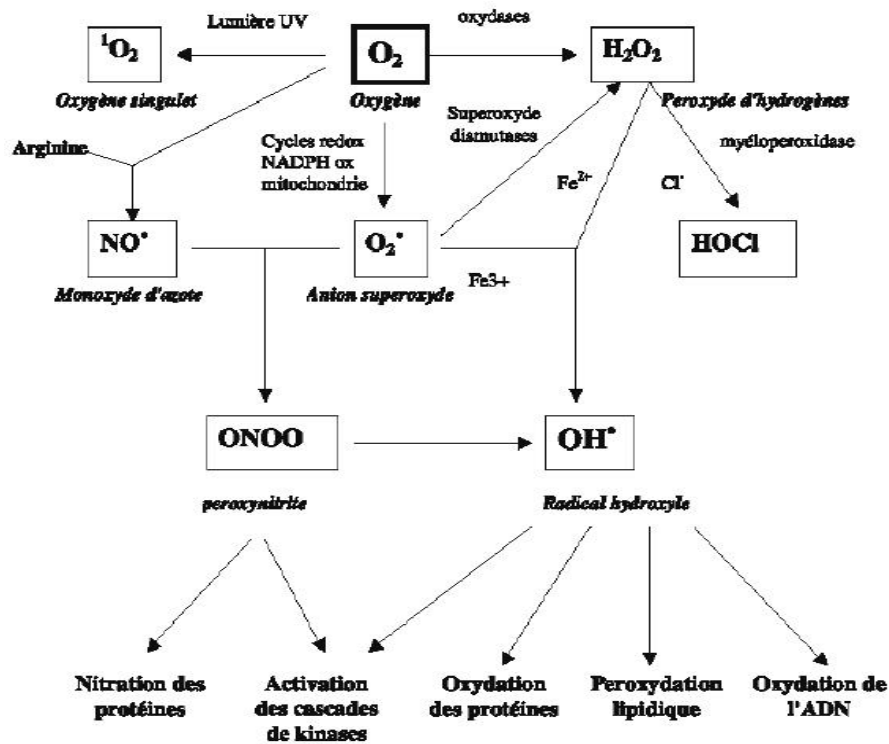 Lumière UV
oxydases
¹O₂
O₂
H₂O₂
Oxygène singulet
Oxygène
Peroxyde d'hydrogènes
Superoxyde
dismutases
Arginine
Cycles redox
NADPH ox
mitochondrie
myéloperoxidase
Fe²⁺
Cl⁻
NO•
O₂•
HOCl
Monoxyde d'azote
Anion superoxyde
Fe3+
ONOO
OH•
peroxynitrite
Radical hydroxyle
Nitration des
protéines
Activation
des cascades
de kinases
Oxydation
des protéines
Peroxydation
lipidique
Oxydation de
l'ADN